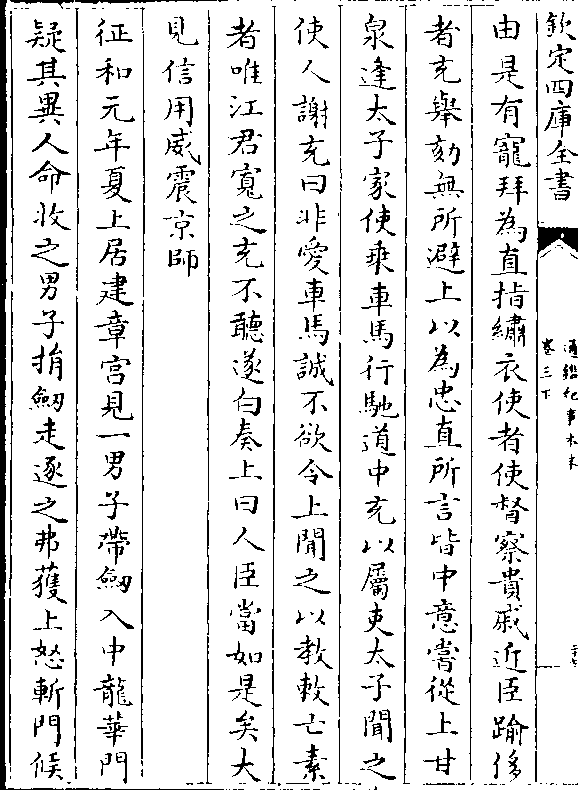 欽定四庫全書
通鑑紀事本末
卷三下
由是有寵拜為直指繡衣使者使督察貴戚近臣踰侈
者充舉劾無所避上以為忠直所言皆中意嘗從上甘
泉逢太子家使乗車馬行馳道中充以屬吏太子聞之
使人謝充曰非愛車馬誠不欲令上聞之以教敕亡素
者唯江君寛之充不聽遂白奏上曰人臣當如是矣大
見信用威震京師
征和元年夏上居建章宫見一男子帶劒入中龍華門
疑其異人命收之男子捐劒走逐之弗獲上怒斬門候